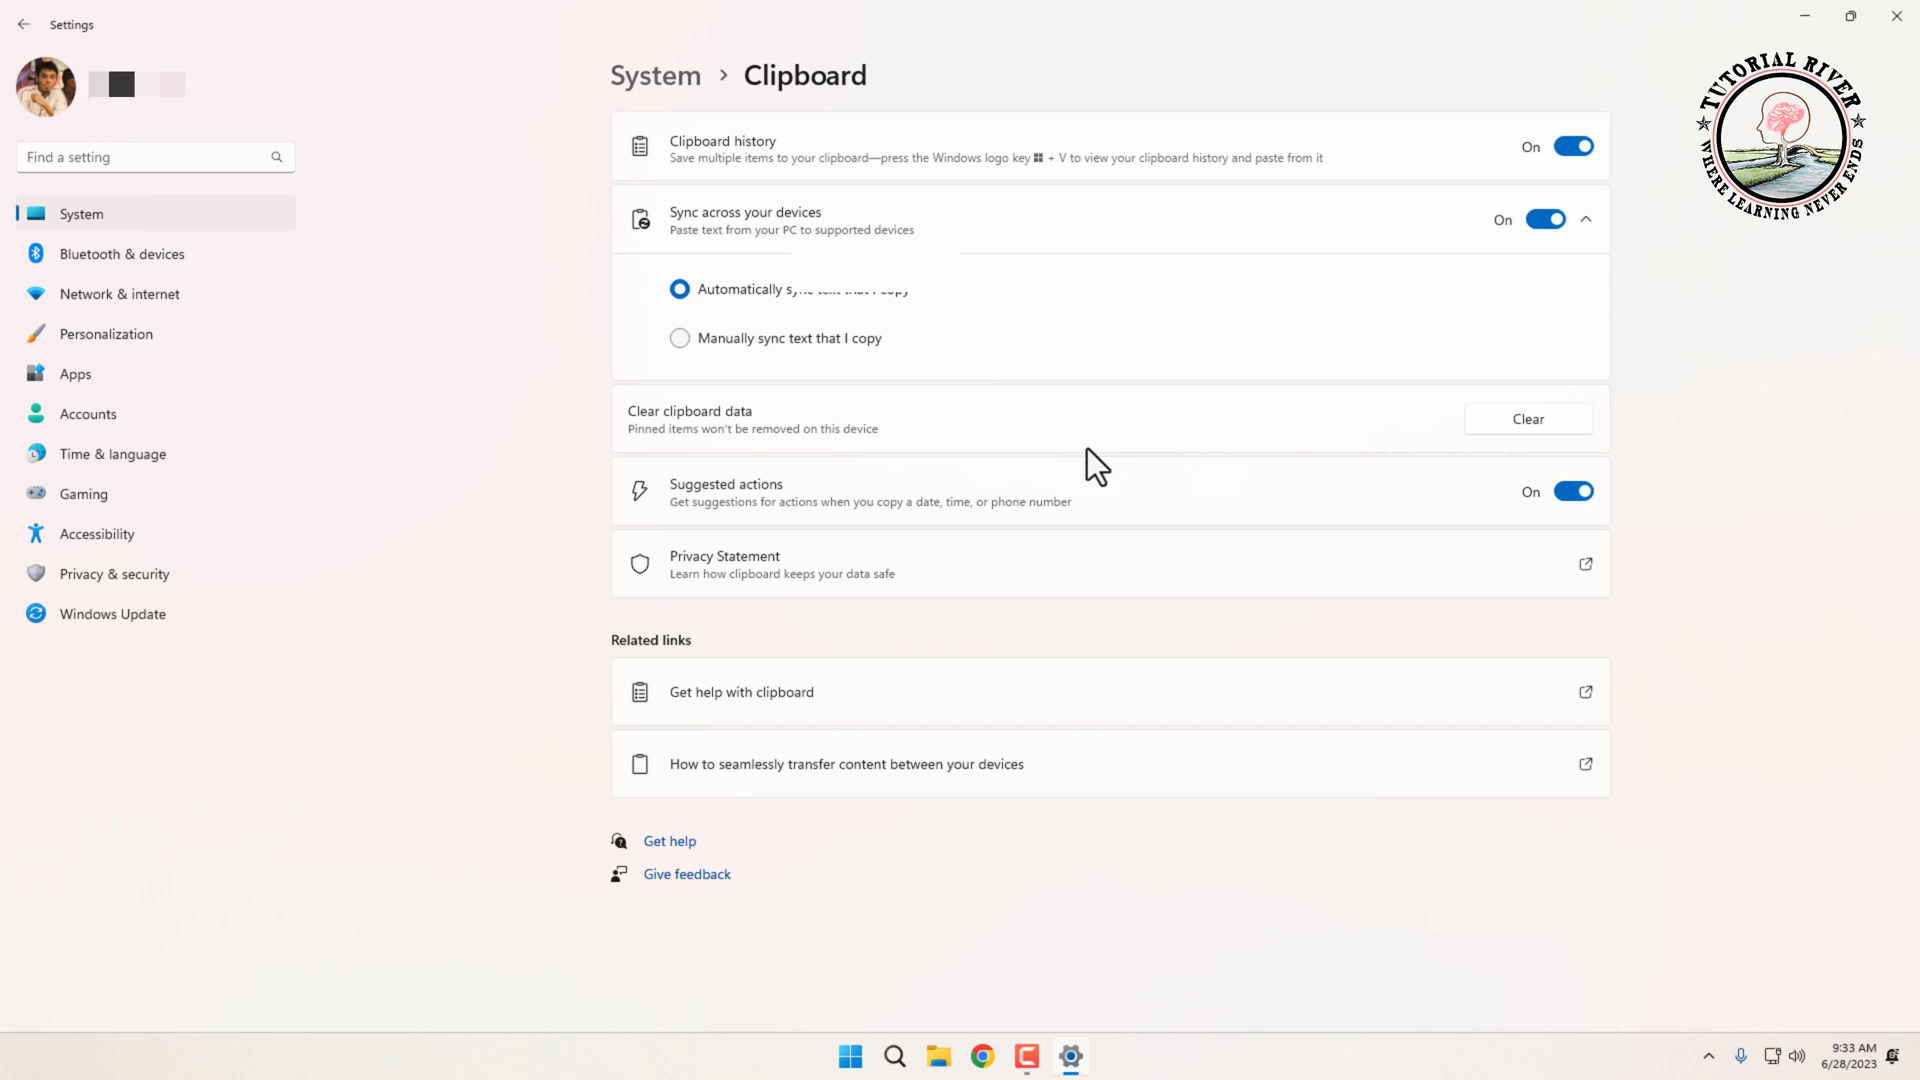 Settings
Find a setting
System
Bluetooth & devices
Network & internet
Personalization
Apps
Accounts
Time & language
Gaming
Accessibility
Privacy & security
Windows Update
System > Clipboard
Clipboard history
Save multiple items to your clipboard—press the Windows logo key + V to view your clipboard history and paste from it
On
Sync across your devices
Paste text from your PC to supported devices
On
Automatically
Manually sync text that I copy
Clear clipboard data
Pinned items won't be removed on this device
Clear
Suggested actions
Get suggestions for actions when you copy a date, time, or phone number
On
Privacy Statement
Learn how clipboard keeps your data safe
Related links
Get help with clipboard
How to seamlessly transfer content between your devices
Get help
Give feedback
TUTORIAL RIVER
WHERE LEARNING NEVER ENDS
9:33 AM
6/28/2023